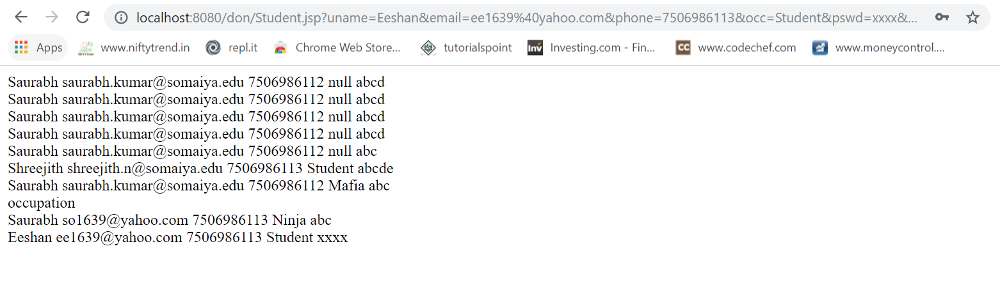 localhost:8080/don/Student.jsp?uname=Eeshan&email=ee1639%40yahoo.com&phone=7506986113&occ=Student&pswd=xxxx&...
Apps www.niftytrend.in repl.it Chrome Web Store... tutorialspoint Inv Investing.com - Fin... CC www.codechef.com www.moneycontrol....
Saurabh saurabh.kumar@somaiya.edu 7506986112 null abcd
Saurabh saurabh.kumar@somaiya.edu 7506986112 null abcd
Saurabh saurabh.kumar@somaiya.edu 7506986112 null abcd
Saurabh saurabh.kumar@somaiya.edu 7506986112 null abcd
Saurabh saurabh.kumar@somaiya.edu 7506986112 null abc
Shreejith shreejith.n@somaiya.edu 7506986113 Student abcde
Saurabh saurabh.kumar@somaiya.edu 7506986112 Mafia abc
occupation
Saurabh so1639@yahoo.com 7506986113 Ninja abc
Eeshan ee1639@yahoo.com 7506986113 Student xxxx